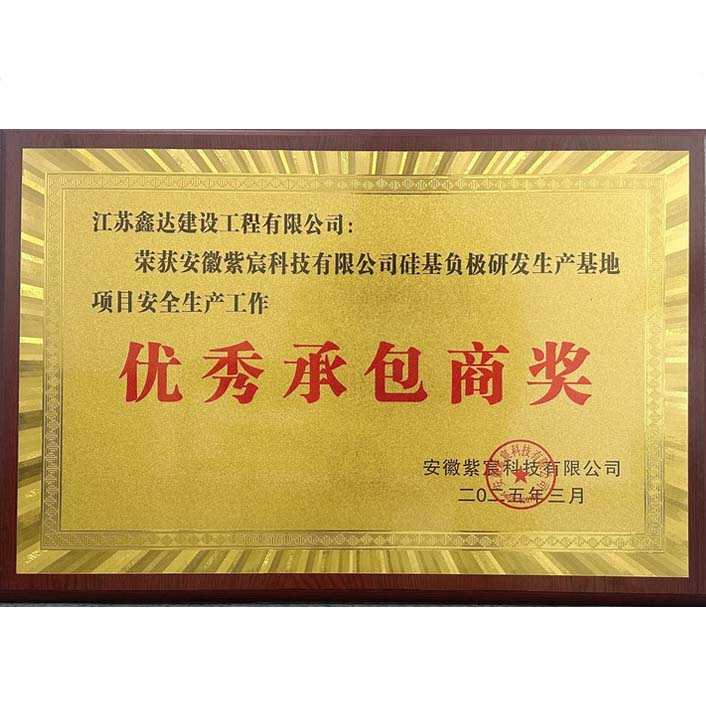 江苏鑫达建设工程有限公司：
荣获安徽紫宸科技有限公司硅基负极研发生产基地
项目安全生产工作
优秀承包商奖
安徽紫宸科技有限公司
二〇二五年三月